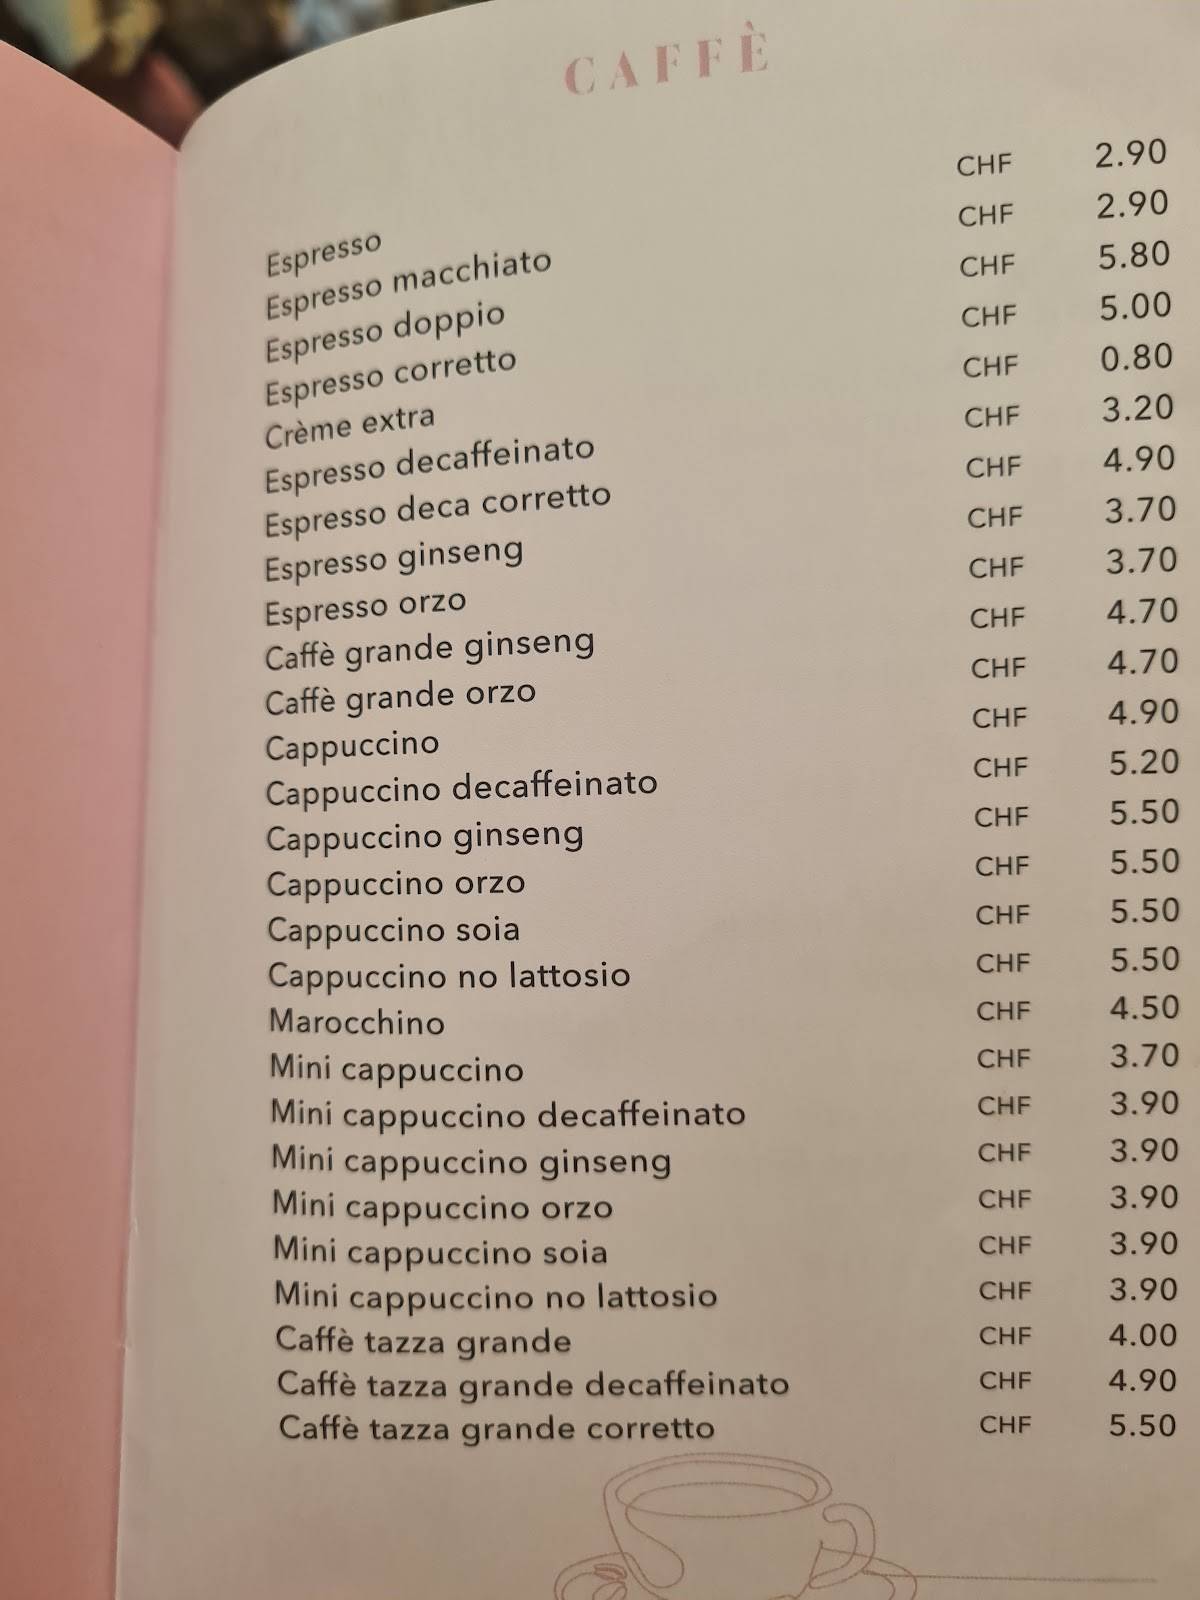 CAFFÈ
Espresso CHF 2.90
Espresso macchiato CHF 2.90
Espresso doppio CHF 5.80
Espresso corretto CHF 5.00
Crème extra CHF 0.80
Espresso decaffeinato CHF 3.20
Espresso deca corretto CHF 4.90
Espresso ginseng CHF 3.70
Espresso orzo CHF 3.70
Caffè grande ginseng CHF 4.70
Caffè grande orzo CHF 4.70
Cappuccino CHF 4.90
Cappuccino decaffeinato CHF 5.20
Cappuccino ginseng CHF 5.50
Cappuccino orzo CHF 5.50
Cappuccino soia CHF 5.50
Cappuccino no lattosio CHF 5.50
Marocchino CHF 4.50
Mini cappuccino CHF 3.70
Mini cappuccino decaffeinato CHF 3.90
Mini cappuccino ginseng CHF 3.90
Mini cappuccino orzo CHF 3.90
Mini cappuccino soia CHF 3.90
Mini cappuccino no lattosio CHF 3.90
Caffè tazza grande CHF 4.00
Caffè tazza grande decaffeinato CHF 4.90
Caffè tazza grande corretto CHF 5.50